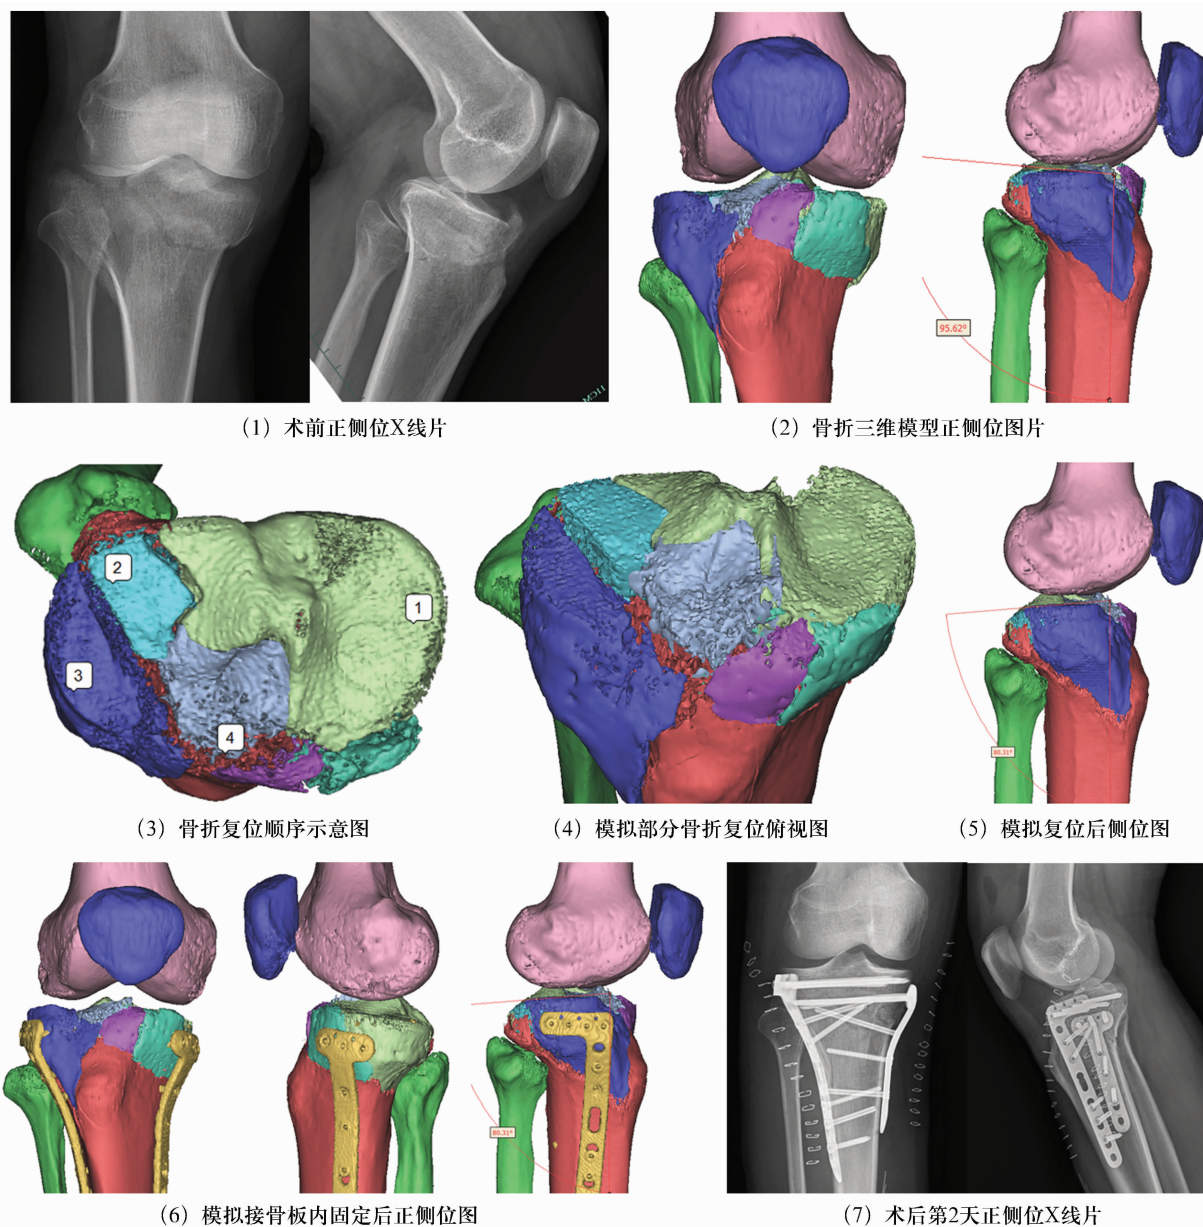 HCM
(1) 术前正侧位X线片
95.62°
(2) 骨折三维模型正侧位图片
2
1
3
4
(3) 骨折复位顺序示意图
(4) 模拟部分骨折复位俯视图
80.31°
(5) 模拟复位后侧位图
80.31°
(6) 模拟接骨板内固定后正侧位图
(7) 术后第2天正侧位X线片